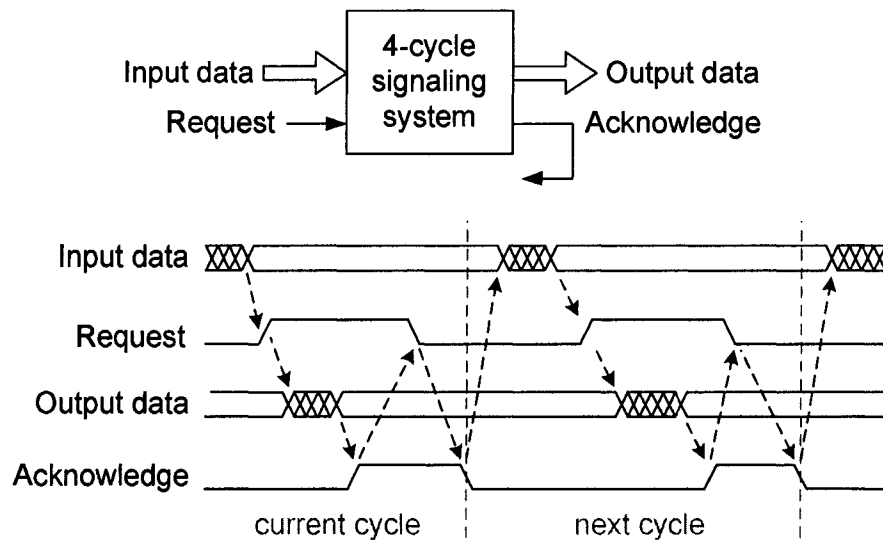 4-cycle
signaling
system
Input data
Output data
Request
Acknowledge
Input data
Request
Output data
Acknowledge
current cycle
next cycle